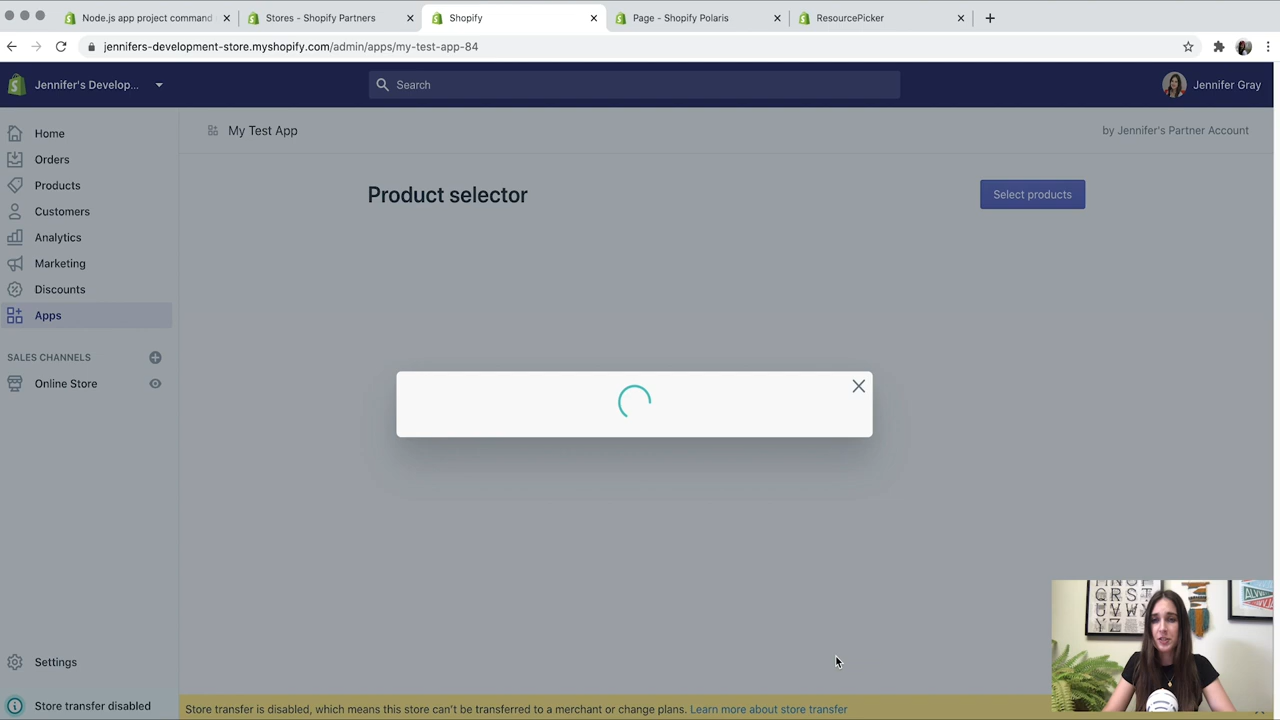 Node.js app project command
Stores - Shopify Partners
Shopify
Page - Shopify Polaris
ResourcePicker
jennifers-development-store.myshopify.com/admin/apps/my-test-app-84
Jennifer's Develop...
Search
Jennifer Gray
Home
Orders
Products
Customers
Analytics
Marketing
Discounts
Apps
SALES CHANNELS
Online Store
Settings
Store transfer disabled
My Test App
by Jennifer's Partner Account
Product selector
Select products
Store transfer is disabled, which means this store can't be transferred to a merchant or change plans. Learn more about store transfer